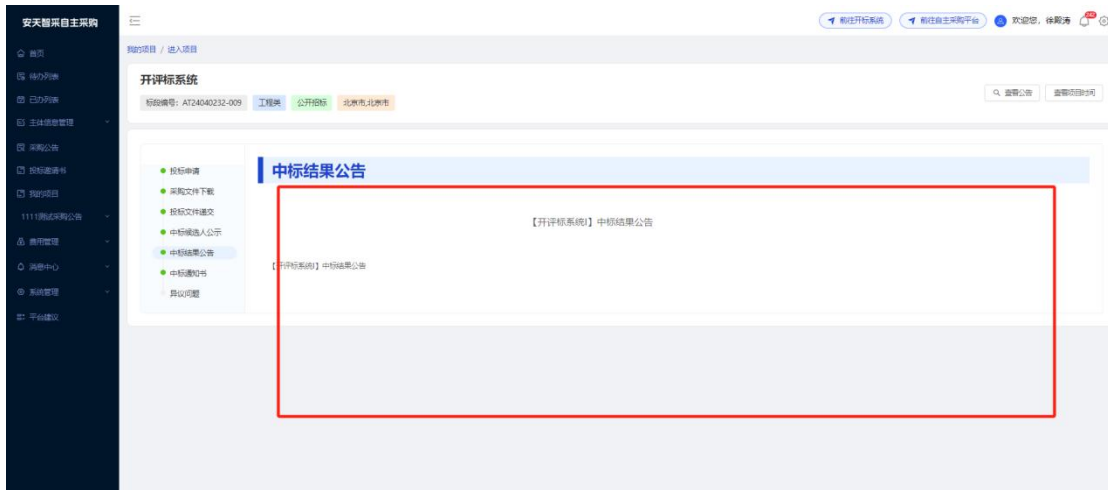 安天智采自主采购
前往开标系统
前往自主采购平台
欢迎您，徐殿涛
242
首页
待办列表
已办列表
主体信息管理
采购公告
投标邀请书
我的项目
1111测试采购公告
费用管理
消息中心
系统管理
平台建议
我的项目 / 进入项目
开评标系统
标段编号：AT24040232-009 工程类 公开招标 北京市,北京市
查看公告
查看项目时间
投标申请
采购文件下载
投标文件递交
中标候选人公示
中标结果公告
中标通知书
异议问题
中标结果公告
【开评标系统I】中标结果公告
【开评标系统I】中标结果公告